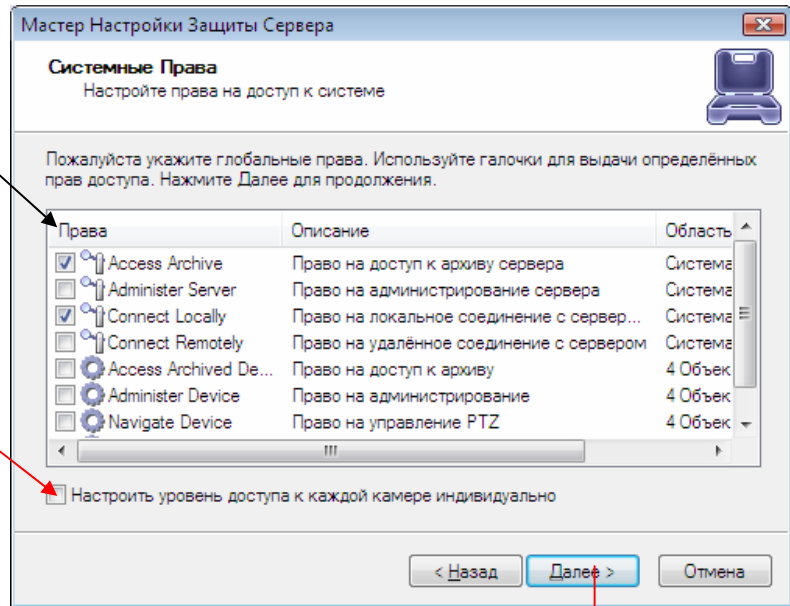 Мастер Настройки Защиты Сервера
Системные Права
Настройте права на доступ к системе
Пожалуйста укажите глобальные права. Используйте галочки для выдачи определённых
прав доступа. Нажмите Далее для продолжения.
Права Описание Область
Access Archive Право на доступ к архиву сервера Система
Administer Server Право на администрирование сервера Система
Connect Locally Право на локальное соединение с сервер... Система
Connect Remotely Право на удалённое соединение с сервером Система
Access Archived De... Право на доступ к архиву 4 Объек
Administer Device Право на администрирование 4 Объек
Navigate Device Право на управление PTZ 4 Объек
Настроить уровень доступа к каждой камере индивидуально
< Назад Далее > Отмена